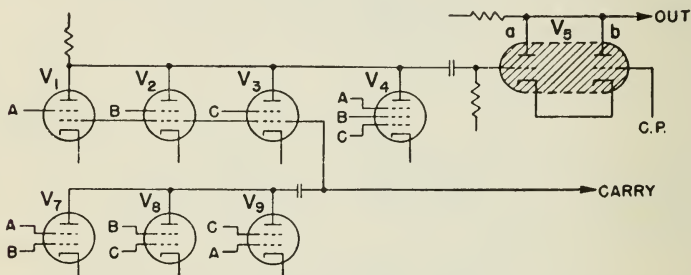 OUT
a V5 b
V1 V2 V3 V4
A B C A
B
C
C.P.
CARRY
V7 V8 V9
A B C
B C A